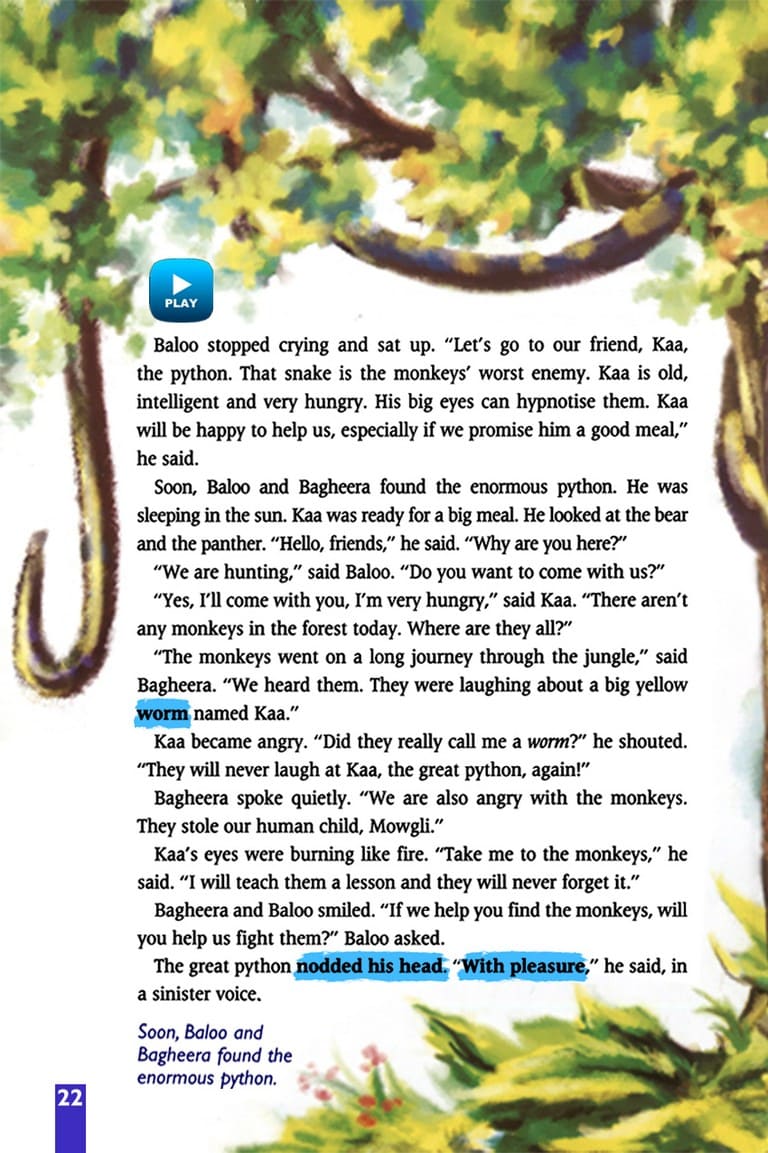 PLAY
Baloo stopped crying and sat up. “Let’s go to our friend, Kaa,
the python. That snake is the monkeys’ worst enemy. Kaa is old,
intelligent and very hungry. His big eyes can hypnotise them. Kaa
will be happy to help us, especially if we promise him a good meal,”
he said.
Soon, Baloo and Bagheera found the enormous python. He was
sleeping in the sun. Kaa was ready for a big meal. He looked at the bear
and the panther. “Hello, friends,” he said. “Why are you here?”
“We are hunting,” said Baloo. “Do you want to come with us?”
“Yes, I’ll come with you, I’m very hungry,” said Kaa. “There aren’t
any monkeys in the forest today. Where are they all?”
“The monkeys went on a long journey through the jungle,” said
Bagheera. “We heard them. They were laughing about a big yellow
worm named Kaa.”
Kaa became angry. “Did they really call me a worm?” he shouted.
“They will never laugh at Kaa, the great python, again!”
Bagheera spoke quietly. “We are also angry with the monkeys.
They stole our human child, Mowgli.”
Kaa’s eyes were burning like fire. “Take me to the monkeys,” he
said. “I will teach them a lesson and they will never forget it.”
Bagheera and Baloo smiled. “If we help you find the monkeys, will
you help us fight them?” Baloo asked.
The great python nodded his head. “With pleasure,” he said, in
a sinister voice.
Soon, Baloo and
Bagheera found the
enormous python.
22